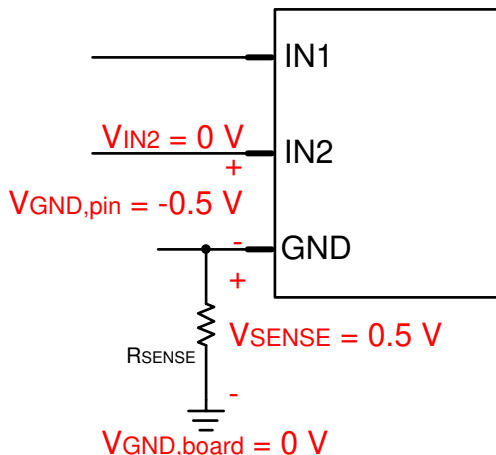 IN1
VIN2 = 0 V
+
IN2
VGND,pin = -0.5 V
-
GND
+
VSENSE = 0.5 V
RSENSE
-
VGND,board = 0 V